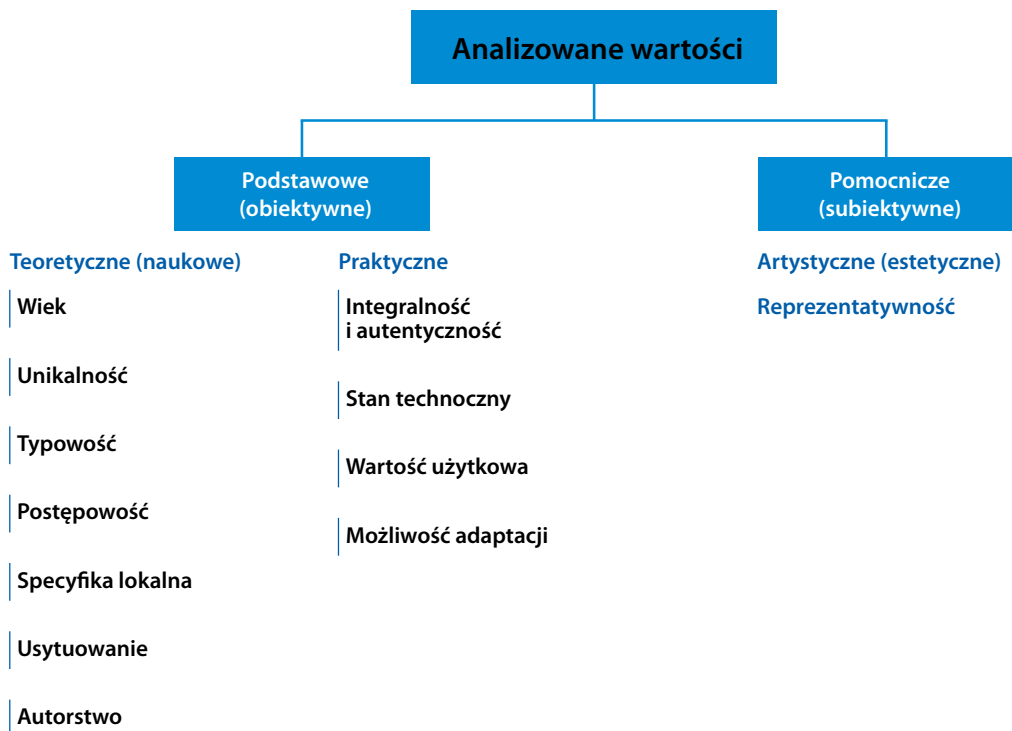 Analizowane wartości
Podstawowe
(obiektywne)
Pomocnicze
(subiektywne)
Teoretyczne (naukowe)
Wiek
Unikalność
Typowość
Postępowość
Specyfika lokalna
Usytuowanie
Autorstwo
Praktyczne
Integralność
i autentyczność
Stan technoczny
Wartość użytkowa
Możliwość adaptacji
Artystyczne (estetyczne)
Reprezentatywność